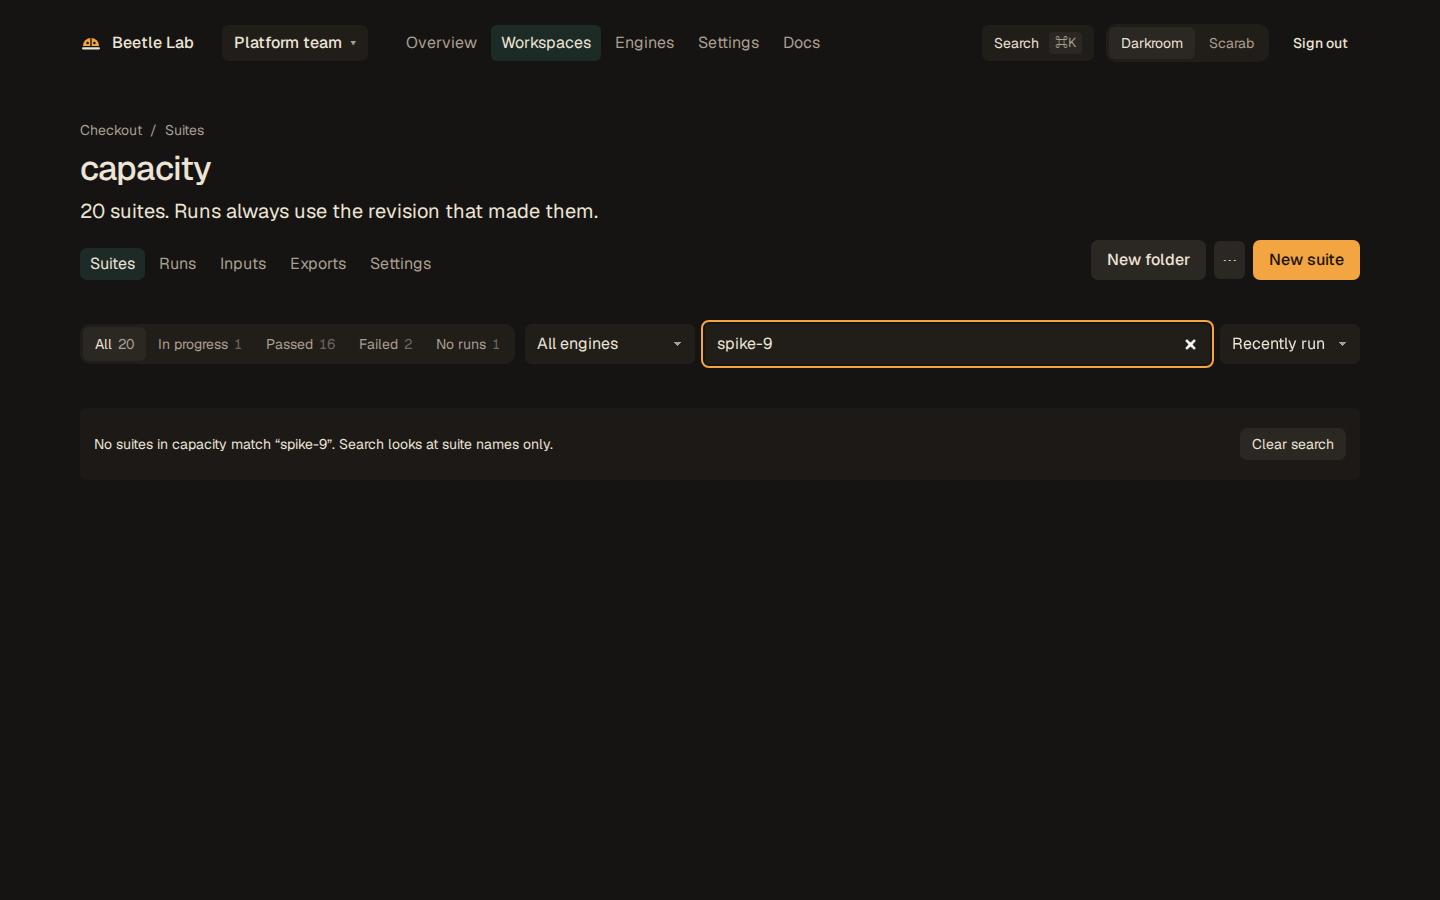 Beetle Lab Platform team Overview Workspaces Engines Settings Docs Search ⌘K Darkroom Scarab Sign out
Checkout / Suites
capacity
20 suites. Runs always use the revision that made them.
Suites Runs Inputs Exports Settings New folder ... New suite
All 20 In progress 1 Passed 16 Failed 2 No runs 1 All engines spike-9 Recently run
No suites in capacity match “spike-9”. Search looks at suite names only. Clear search